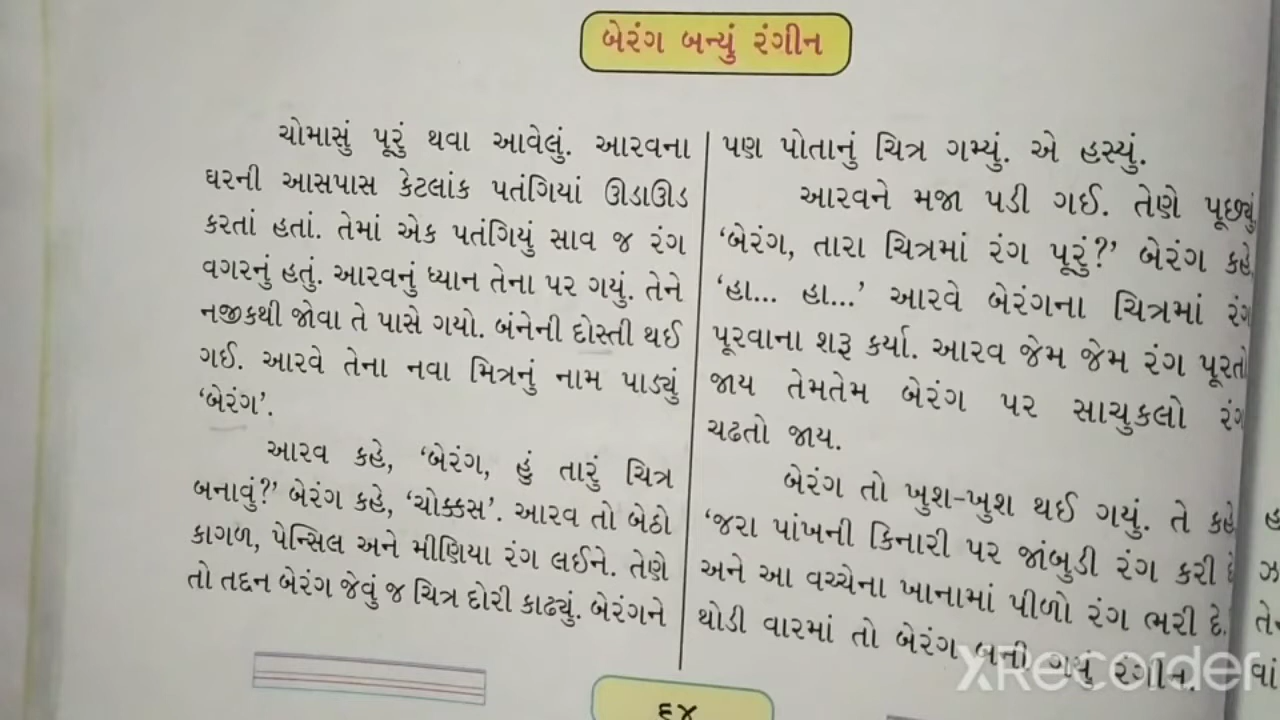 બેરંગ બન્યું રંગીન
ચોમાસું પૂરું થવા આવેલું. આરવના
ઘરની આસપાસ કેટલાંક પતંગિયાં ઊડાઊડ
કરતાં હતાં. તેમાં એક પતંગિયું સાવ જ રંગ
વગરનું હતું. આરવનું ધ્યાન તેના પર ગયું. તેને
નજીકથી જોવા તે પાસે ગયો. બંનેની દોસ્તી થઈ
ગઈ. આરવે તેના નવા મિત્રનું નામ પાડ્યું
‘બેરંગ’.
આરવ કહે, ‘બેરંગ, હું તારું ચિત્ર
બનાવું?’ બેરંગ કહે, ‘ચોક્કસ’. આરવ તો બેઠો
કાગળ, પેન્સિલ અને મીણિયા રંગ લઈને. તેણે
તો તદ્દન બેરંગ જેવું જ ચિત્ર દોરી કાઢ્યું. બેરંગને
પણ પોતાનું ચિત્ર ગમ્યું. એ હસ્યું.
આરવને મજા પડી ગઈ. તેણે પૂછ્યું,
‘બેરંગ, તારા ચિત્રમાં રંગ પૂરું?’ બેરંગ કહે,
‘હા... હા...’ આરવે બેરંગના ચિત્રમાં રંગ
પૂરવાના શરૂ કર્યા. આરવ જેમ જેમ રંગ પૂરતો
જાય તેમતેમ બેરંગ પર સાચુકલો રંગ
ચઢતો જાય.
બેરંગ તો ખુશ-ખુશ થઈ ગયું. તે કહે
‘જરા પાંખની કિનારી પર જાંબુડી રંગ કરી દે
અને આ વચ્ચેના ખાનામાં પીળો રંગ ભરી દે.
થોડી વારમાં તો બેરંગ બની ગયું રંગીન.
૬૪
XRecorder